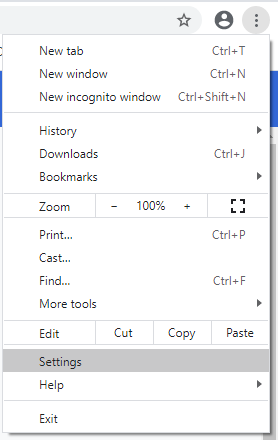 New tab Ctrl+T
New window Ctrl+N
New incognito window Ctrl+Shift+N
History
Downloads Ctrl+J
Bookmarks
Zoom − 100% +
Print... Ctrl+P
Cast...
Find... Ctrl+F
More tools
Edit Cut Copy Paste
Settings
Help
Exit